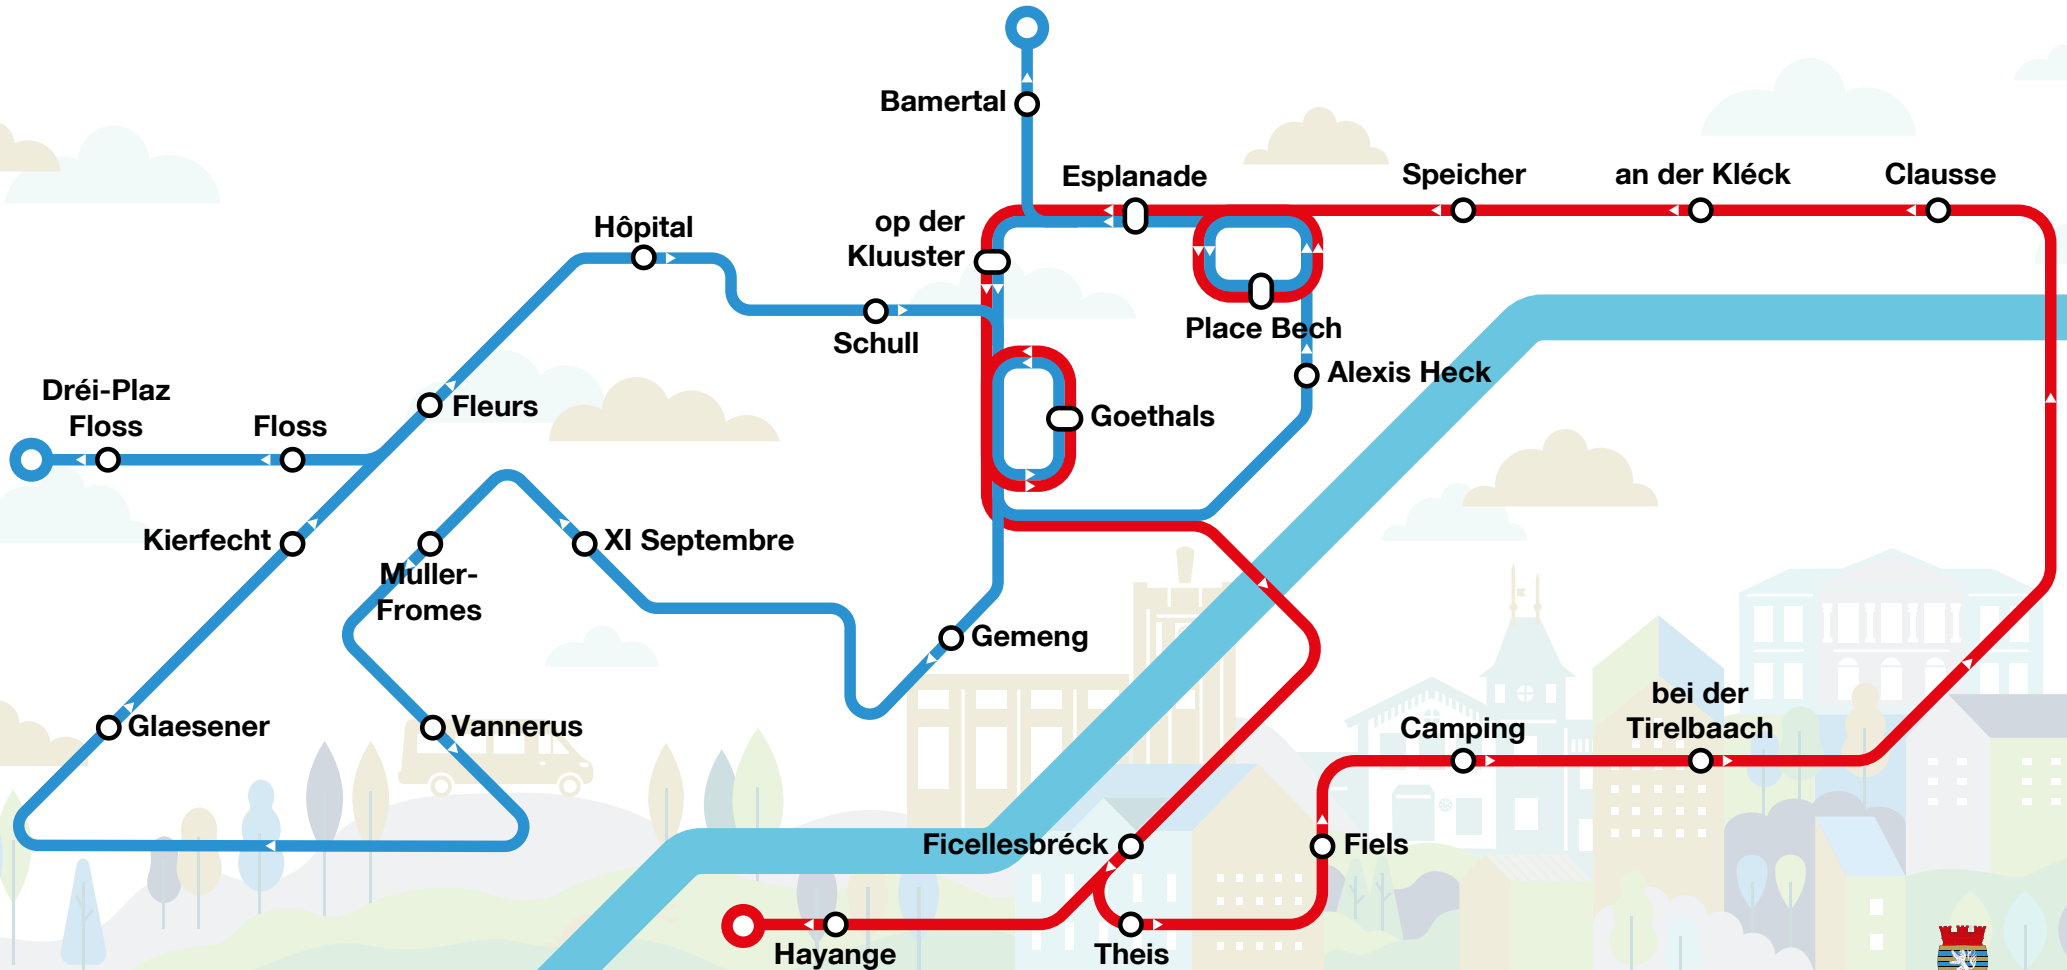 Bamertal
Esplanade
Speicher
an der Kléck
Clausse
op der
Kluuster
Hôpital
Schull
Place Bech
Alexis Heck
Dréi-Plaz
Floss
Floss
Fleurs
Goethals
Kierfecht
XI Septembre
Muller-
Fromes
Gemeng
Glaesener
Vannerus
bei der
Tirelbaach
Camping
Ficellesbréck
Fiels
Hayange
Theis